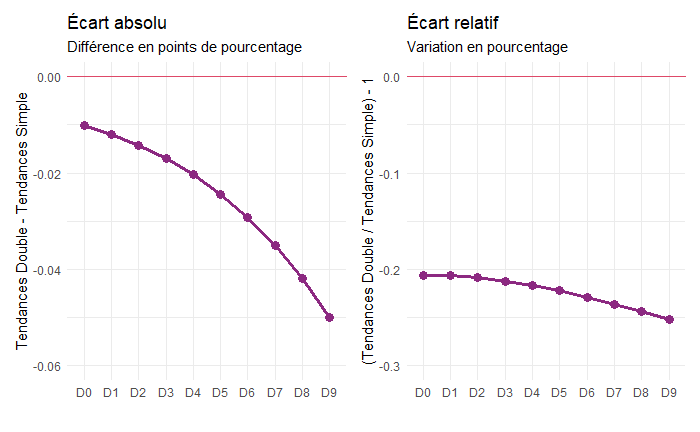 Écart absolu
Différence en points de pourcentage
Tendances Double - Tendances Simple
0.00
-0.02
-0.04
-0.06
D0 D1 D2 D3 D4 D5 D6 D7 D8 D9
Écart relatif
Variation en pourcentage
(Tendances Double / Tendances Simple) - 1
0.0
-0.1
-0.2
-0.3
D0 D1 D2 D3 D4 D5 D6 D7 D8 D9